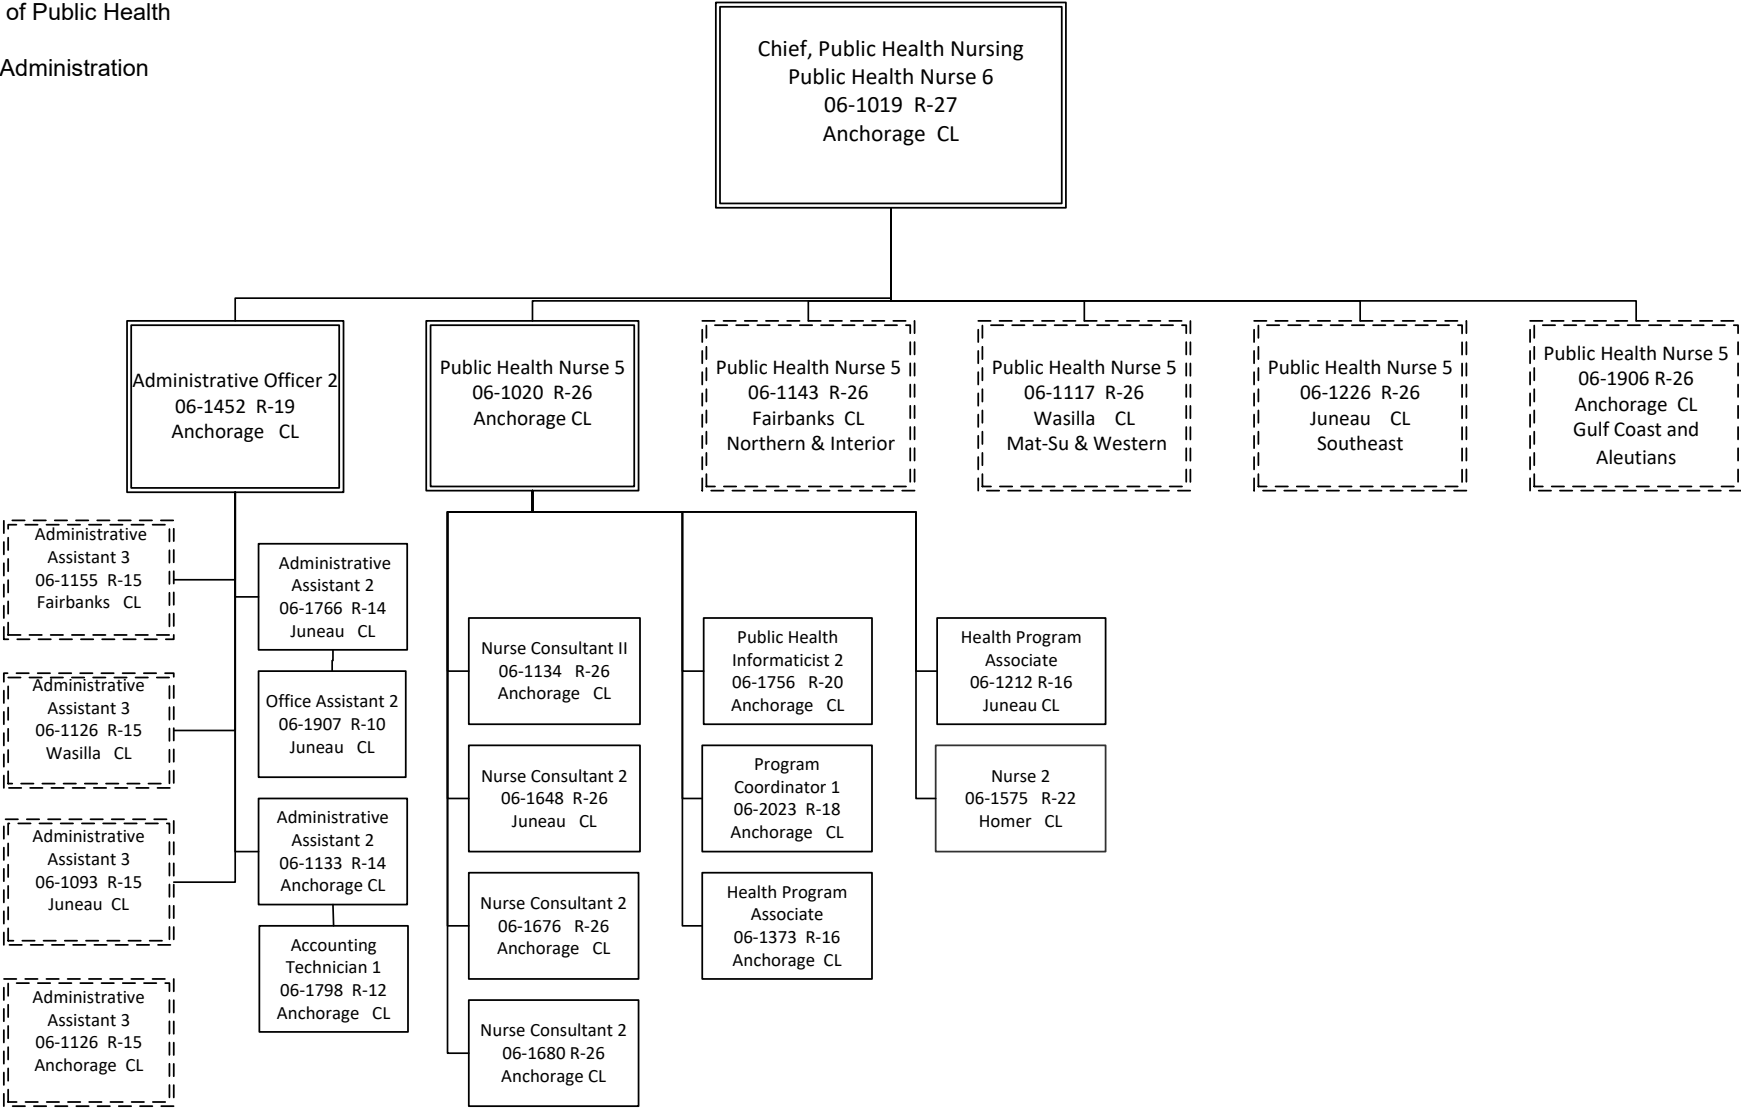 of Public Health
Administration
Chief, Public Health Nursing
Public Health Nurse 6
06-1019 R-27
Anchorage CL
Administrative Officer 2
06-1452 R-19
Anchorage CL
Public Health Nurse 5
06-1020 R-26
Anchorage CL
Public Health Nurse 5
06-1143 R-26
Fairbanks CL
Northern & Interior
Public Health Nurse 5
06-1117 R-26
Wasilla CL
Mat-Su & Western
Public Health Nurse 5
06-1226 R-26
Juneau CL
Southeast
Public Health Nurse 5
06-1906 R-26
Anchorage CL
Gulf Coast and
Aleutians
Administrative
Assistant 3
06-1155 R-15
Fairbanks CL
Administrative
Assistant 3
06-1126 R-15
Wasilla CL
Administrative
Assistant 3
06-1093 R-15
Juneau CL
Administrative
Assistant 3
06-1126 R-15
Anchorage CL
Administrative
Assistant 2
06-1766 R-14
Juneau CL
Office Assistant 2
06-1907 R-10
Juneau CL
Administrative
Assistant 2
06-1133 R-14
Anchorage CL
Accounting
Technician 1
06-1798 R-12
Anchorage CL
Nurse Consultant II
06-1134 R-26
Anchorage CL
Nurse Consultant 2
06-1648 R-26
Juneau CL
Nurse Consultant 2
06-1676 R-26
Anchorage CL
Nurse Consultant 2
06-1680 R-26
Anchorage CL
Public Health
Informaticist 2
06-1756 R-20
Anchorage CL
Program
Coordinator 1
06-2023 R-18
Anchorage CL
Health Program
Associate
06-1373 R-16
Anchorage CL
Health Program
Associate
06-1212 R-16
Juneau CL
Nurse 2
06-1575 R-22
Homer CL